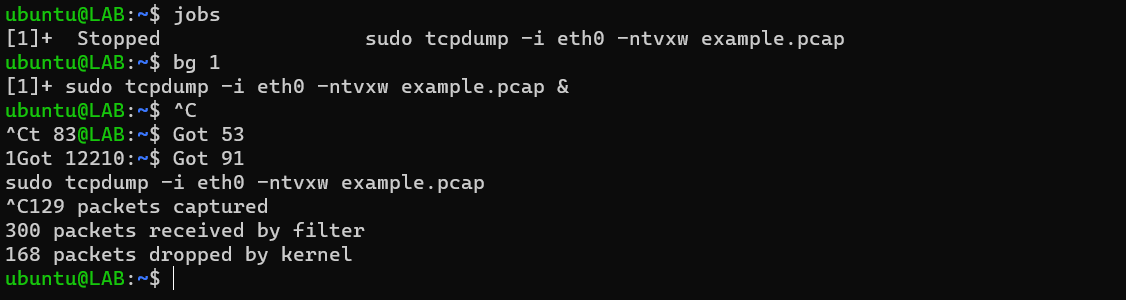 ubuntu@LAB:~$ jobs
[1]+  Stopped                 sudo tcpdump -i eth0 -ntvxw example.pcap
ubuntu@LAB:~$ bg 1
[1]+ sudo tcpdump -i eth0 -ntvxw example.pcap &
ubuntu@LAB:~$ ^C
^Ct 83@LAB:~$ Got 53
1Got 12210:~$ Got 91
sudo tcpdump -i eth0 -ntvxw example.pcap
^C129 packets captured
300 packets received by filter
168 packets dropped by kernel
ubuntu@LAB:~$